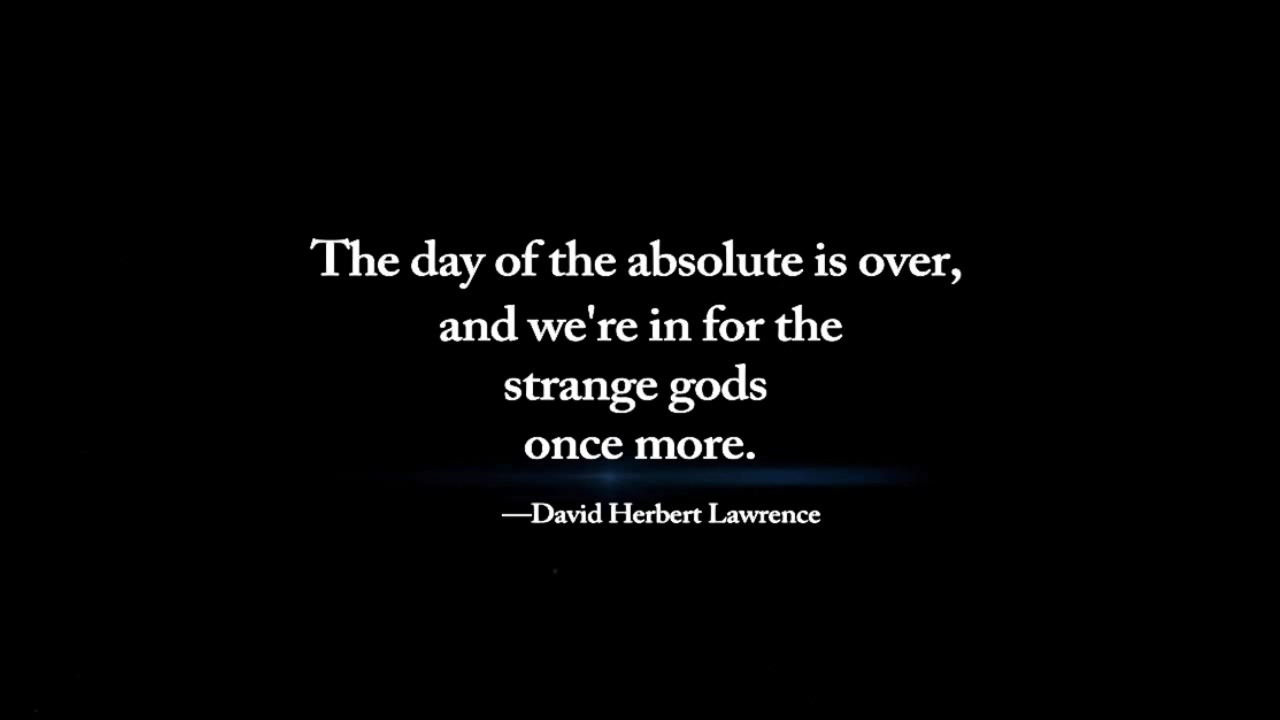 The day of the absolute is over,
and we're in for the
strange gods
once more.
—David Herbert Lawrence